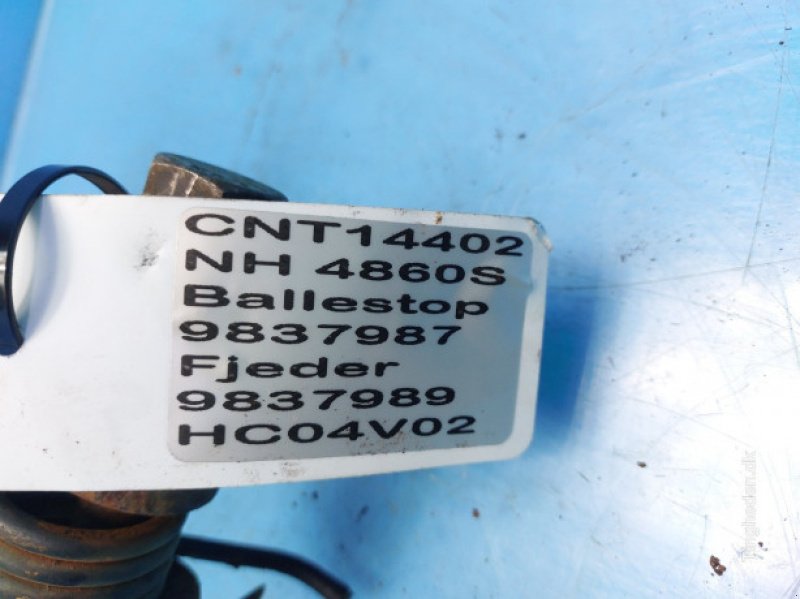 CNT14402
NH 4860S
Ballestop
9837987
Fjeder
9837989
HC04V02